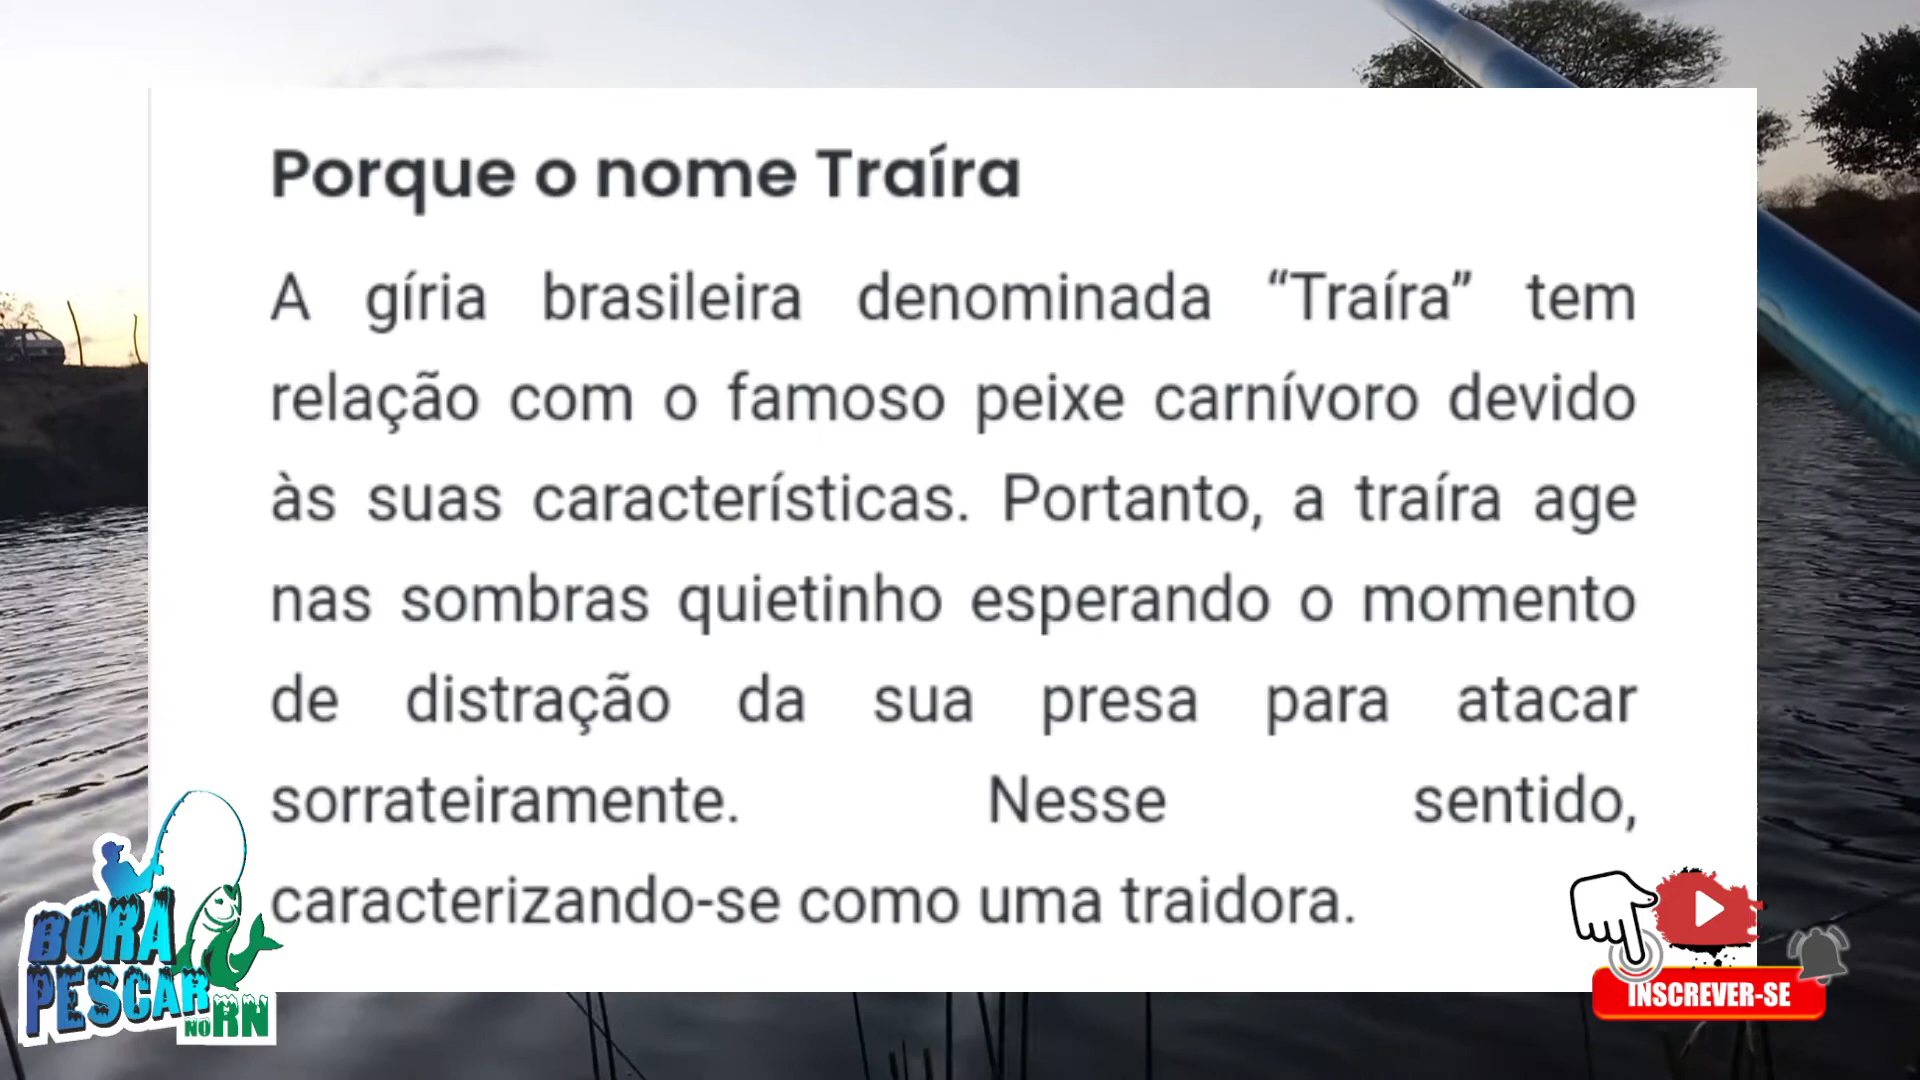 Porque o nome Traíra
A gíria brasileira denominada “Traíra” tem
relação com o famoso peixe carnívoro devido
às suas características. Portanto, a traíra age
nas sombras quietinho esperando o momento
de distração da sua presa para atacar
sorrateiramente. Nesse sentido,
caracterizando-se como uma traidora.
BORA
PESCAR
NO RN
INSCREVER-SE